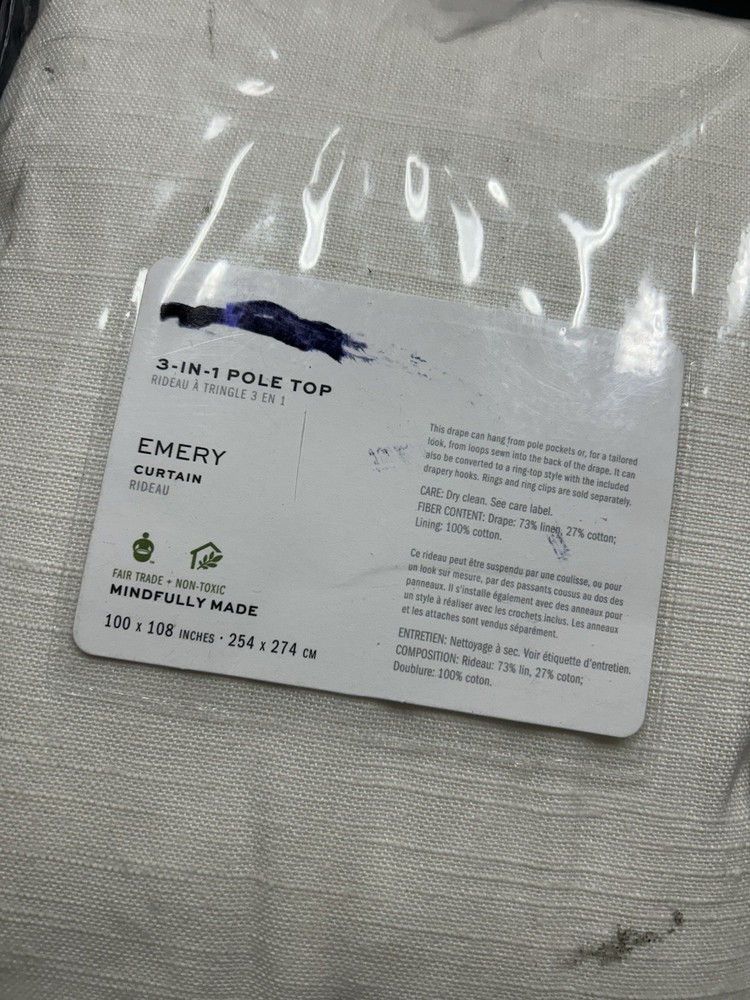 3-IN-1 POLE TOP
RIDEAU À TRINGLE 3 EN 1
EMERY
CURTAIN
RIDEAU
FAIR TRADE + NON-TOXIC
MINDFULLY MADE
100 x 108 INCHES · 254 x 274 CM
This drape can hang from pole pockets or, for a tailored
look, from loops sewn into the back of the drape. It can
also be converted to a ring-top style with the included
drapery hooks. Rings and ring clips are sold separately.
CARE: Dry clean. See care label.
FIBER CONTENT: Drape: 73% linen, 27% cotton;
Lining: 100% cotton.
Ce rideau peut être suspendu par une coulisse, ou pour
un look sur mesure, par des passants cousus au dos des
panneaux. Il s'installe également avec des anneaux pour
un style à réaliser avec les crochets inclus. Les anneaux
et les attaches sont vendus séparément.
ENTRETIEN: Nettoyage à sec. Voir étiquette d'entretien.
COMPOSITION: Rideau: 73% lin, 27% coton;
Doublure: 100% coton.